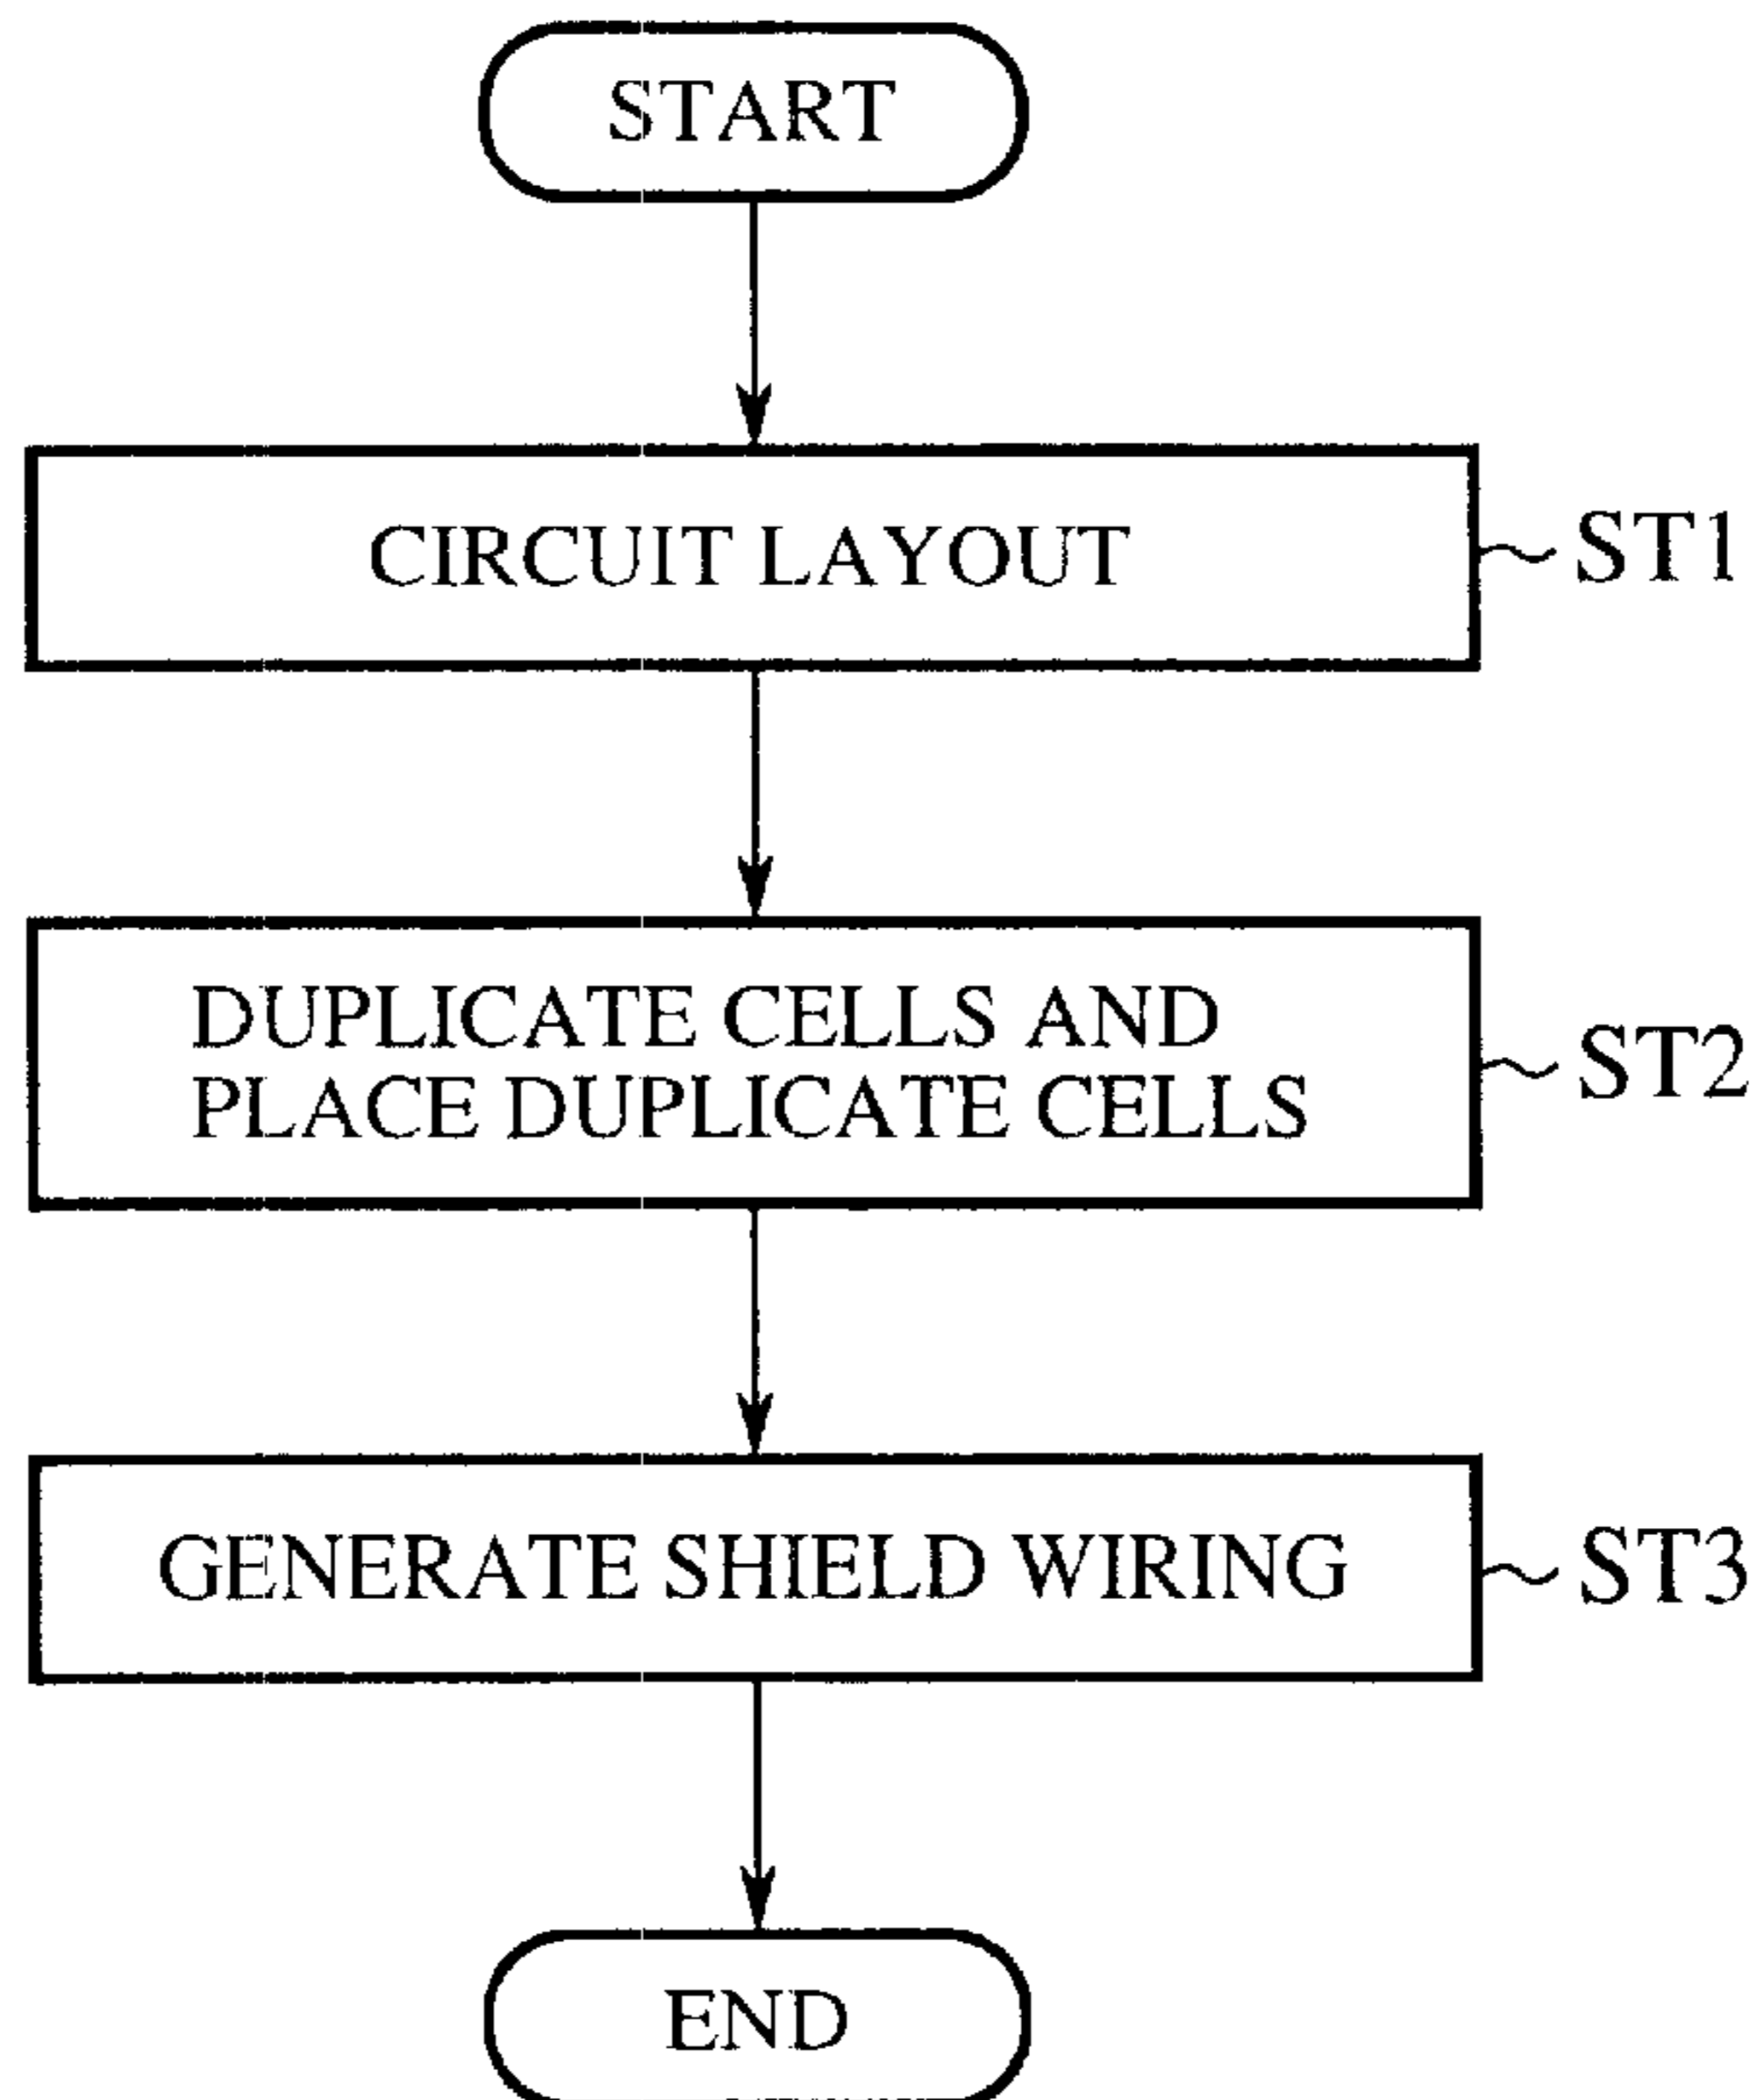 START
CIRCUIT LAYOUT
ST1
DUPLICATE CELLS AND
PLACE DUPLICATE CELLS
ST2
GENERATE SHIELD WIRING
ST3
END